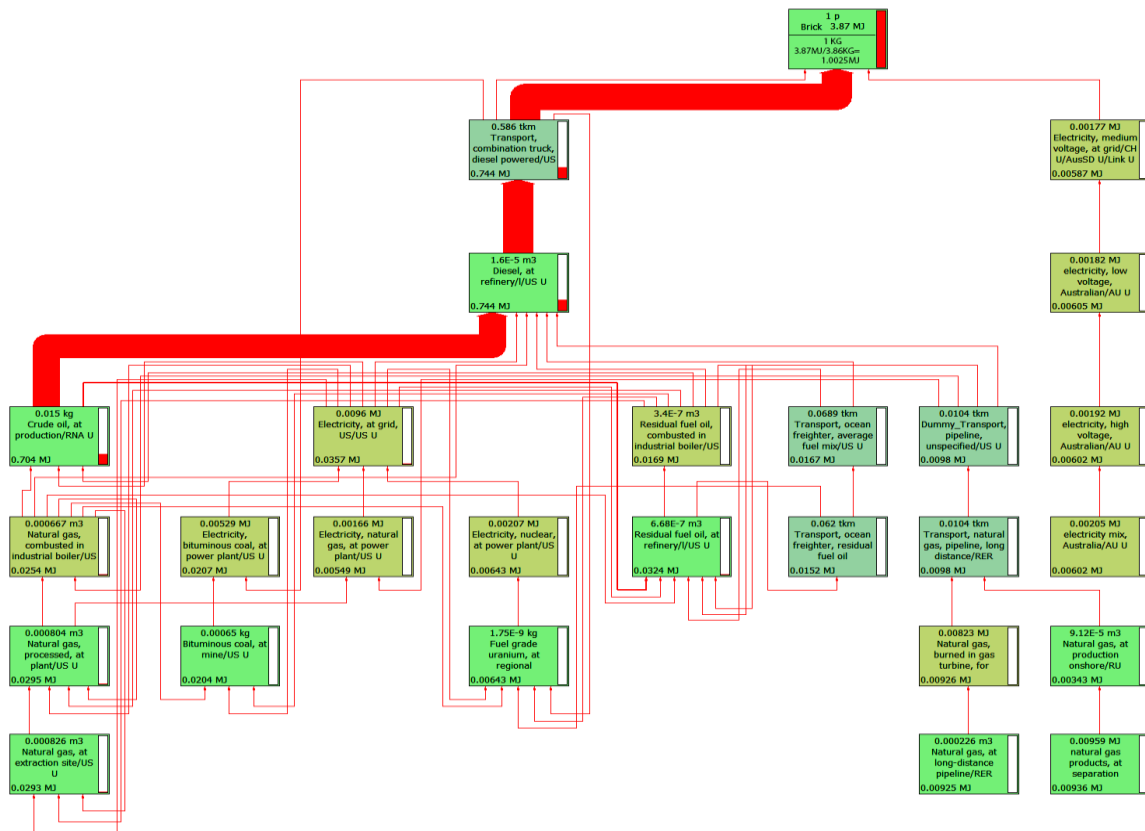 1 p
Brick 3.87 MJ
1 KG
3.87MJ/3.86KG=
1.0025MJ
0.586 tkm
Transport,
combination truck,
diesel powered/US
0.744 MJ
0.00177 MJ
Electricity, medium
voltage, at grid/CH
U/AusSD U/Link U
0.00587 MJ
1.6E-5 m3
Diesel, at
refinery/l/US U
0.744 MJ
0.00182 MJ
electricity, low
voltage,
Australian/AU U
0.00605 MJ
0.015 kg
Crude oil, at
production/RNA U
0.704 MJ
0.0096 MJ
Electricity, at grid,
US/US U
0.0357 MJ
3.4E-7 m3
Residual fuel oil,
combusted in
industrial boiler/US
0.0169 MJ
0.0689 tkm
Transport, ocean
freighter, average
fuel mix/US U
0.0167 MJ
0.0104 tkm
Dummy_Transport,
pipeline,
unspecified/US U
0.0098 MJ
0.00192 MJ
electricity, high
voltage,
Australian/AU U
0.00602 MJ
0.000667 m3
Natural gas,
combusted in
industrial boiler/US
0.0254 MJ
0.00529 MJ
Electricity,
bituminous coal, at
power plant/US U
0.0207 MJ
0.00166 MJ
Electricity, natural
gas, at power
plant/US U
0.00549 MJ
0.00207 MJ
Electricity, nuclear,
at power plant/US
U
0.00643 MJ
6.68E-7 m3
Residual fuel oil, at
refinery/l/US U
0.0324 MJ
0.062 tkm
Transport, ocean
freighter, residual
fuel oil
0.0152 MJ
0.0104 tkm
Transport, natural
gas, pipeline, long
distance/RER
0.0098 MJ
0.00205 MJ
electricity mix,
Australia/AU U
0.00602 MJ
0.000804 m3
Natural gas,
processed, at
plant/US U
0.0295 MJ
0.00065 kg
Bituminous coal, at
mine/US U
0.0204 MJ
1.75E-9 kg
Fuel grade
uranium, at
regional
0.00643 MJ
0.00823 MJ
Natural gas,
burned in gas
turbine, for
0.00926 MJ
9.12E-5 m3
Natural gas, at
production
onshore/RU
0.00343 MJ
0.000826 m3
Natural gas, at
extraction site/US
U
0.0293 MJ
0.000226 m3
Natural gas, at
long-distance
pipeline/RER
0.00925 MJ
0.00959 MJ
natural gas
products, at
separation
0.00936 MJ